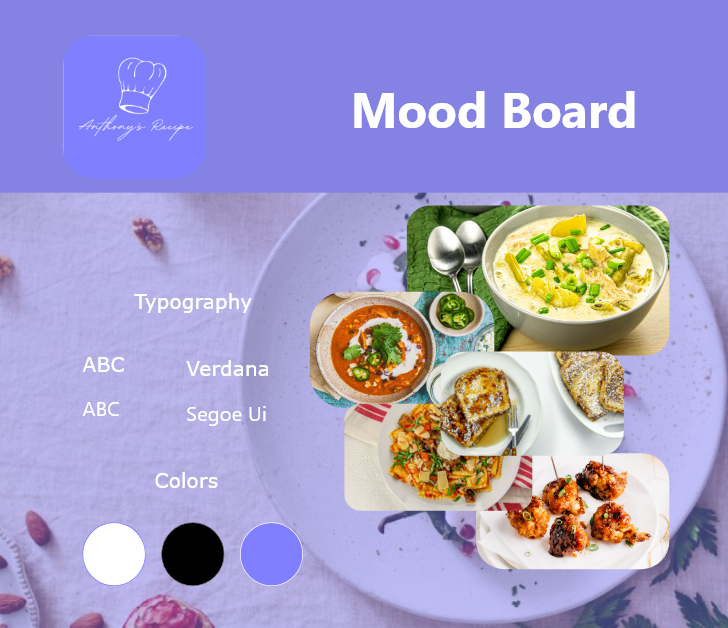 Anthony's Recipe
Mood Board
Typography
ABC Verdana
ABC Segoe Ui
Colors